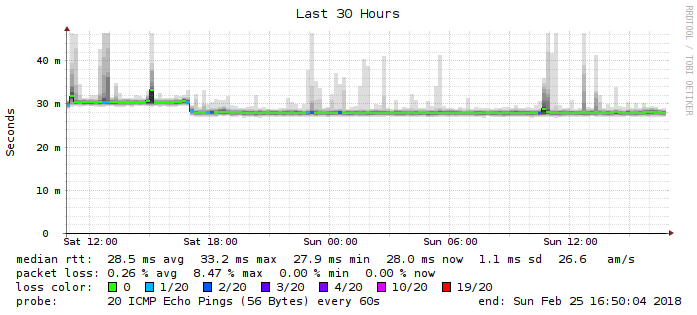 Last 30 Hours
RRDTOOL / TOBI OETIKER
Seconds
40 m
30 m
20 m
10 m
0
Sat 12:00 Sat 18:00 Sun 00:00 Sun 06:00 Sun 12:00
median rtt: 28.5 ms avg 33.2 ms max 27.9 ms min 28.0 ms now 1.1 ms sd 26.6 am/s
packet loss: 0.26 % avg 8.47 % max 0.00 % min 0.00 % now
loss color: 0 1/20 2/20 3/20 4/20 10/20 19/20
probe: 20 ICMP Echo Pings (56 Bytes) every 60s end: Sun Feb 25 16:50:04 2018